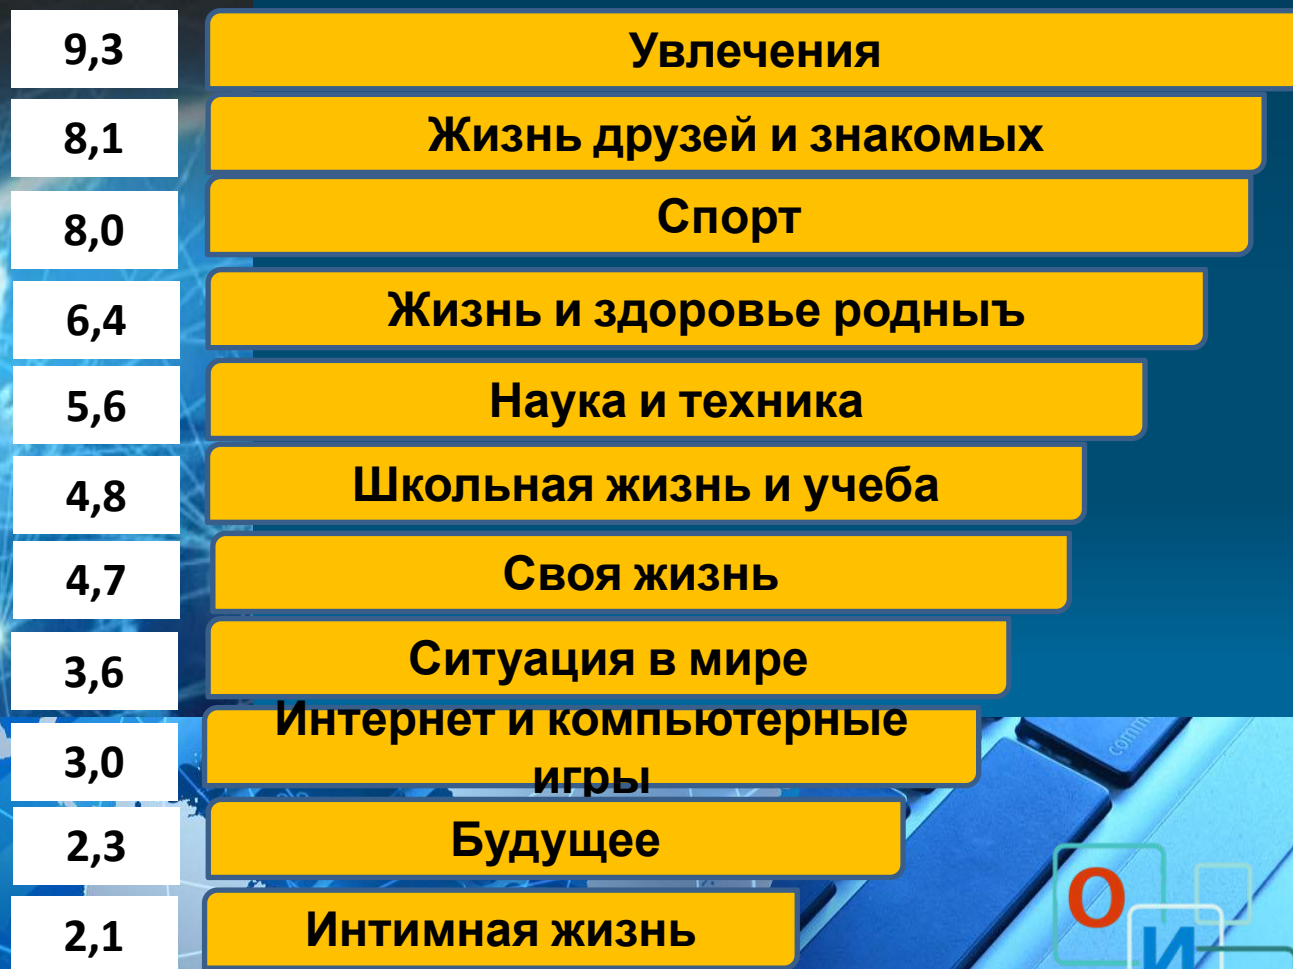 9,3 Увлечения
8,1 Жизнь друзей и знакомых
8,0 Спорт
6,4 Жизнь и здоровье родныъ
5,6 Наука и техника
4,8 Школьная жизнь и учеба
4,7 Своя жизнь
3,6 Ситуация в мире
3,0 Интернет и компьютерные
игры
2,3 Будущее
2,1 Интимная жизнь
О
И